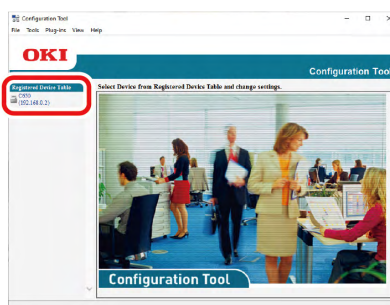 Configuration Tool
File Tools Plug-ins View Help
OKI
Configuration Tool
Registered Device Table
Select Device from Registered Device Table and change settings.
C650
(192.168.0.2)
Configuration Tool